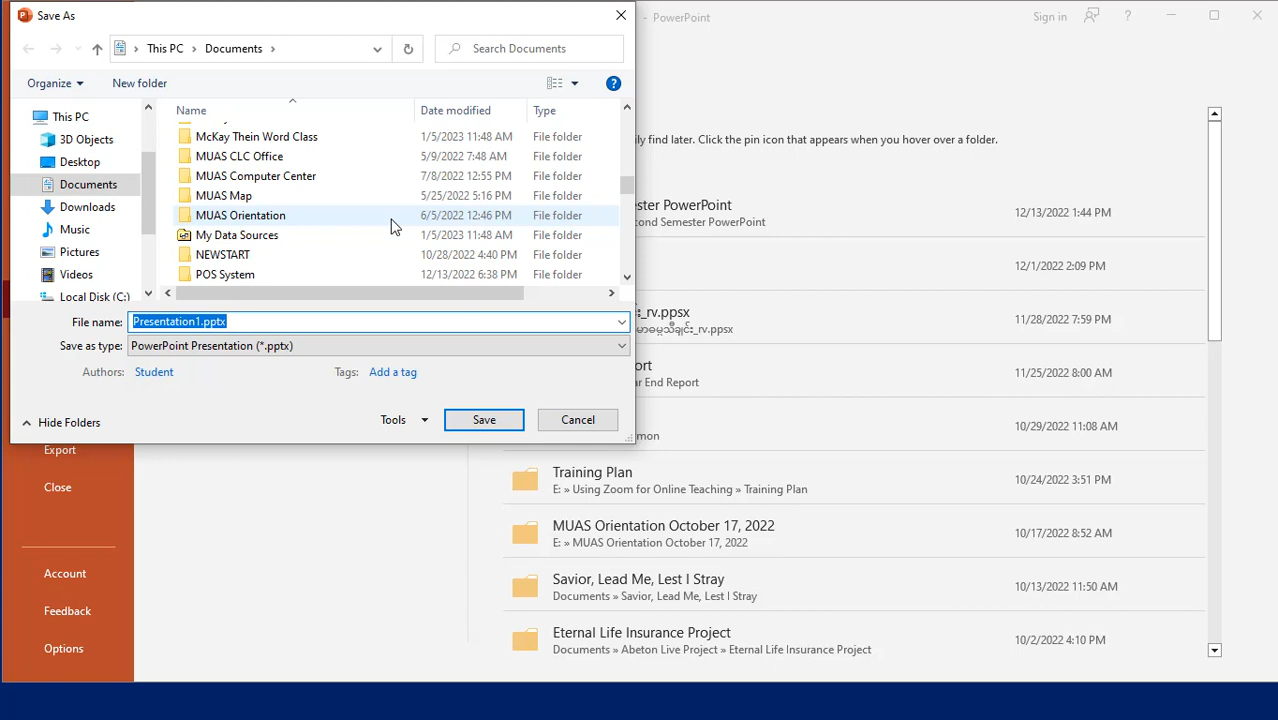 Save As
- PowerPoint
Sign in
?
This PC
Documents
Search Documents
Organize
New folder
?
This PC
3D Objects
Desktop
Documents
Downloads
Music
Pictures
Videos
Local Disk (C:)
Name Date modified Type
McKay Thein Word Class 1/5/2023 11:48 AM File folder
MUAS CLC Office 5/9/2022 7:48 AM File folder
MUAS Computer Center 7/8/2022 12:55 PM File folder
MUAS Map 5/25/2022 5:16 PM File folder
MUAS Orientation 6/5/2022 12:46 PM File folder
My Data Sources 1/5/2023 11:48 AM File folder
NEWSTART 10/28/2022 4:40 PM File folder
POS System 12/13/2022 6:38 PM File folder
File name: Presentation1.pptx
Save as type: PowerPoint Presentation (*.pptx)
Authors: Student Tags: Add a tag
Hide Folders Tools Save Cancel
Export
Close
Account
Feedback
Options
ily find later. Click the pin icon that appears when you hover over a folder.
ster PowerPoint 12/13/2022 1:44 PM
cond Semester PowerPoint
12/1/2022 2:09 PM
_rv.ppsx 11/28/2022 7:59 PM
_rv.ppsx
ort 11/25/2022 8:00 AM
ar End Report
10/29/2022 11:08 AM
mon
Training Plan 10/24/2022 3:51 PM
E: » Using Zoom for Online Teaching » Training Plan
MUAS Orientation October 17, 2022 10/17/2022 8:52 AM
E: » MUAS Orientation October 17, 2022
Savior, Lead Me, Lest I Stray 10/13/2022 11:50 AM
Documents » Savior, Lead Me, Lest I Stray
Eternal Life Insurance Project 10/2/2022 4:10 PM
Documents » Abeton Live Project » Eternal Life Insurance Project